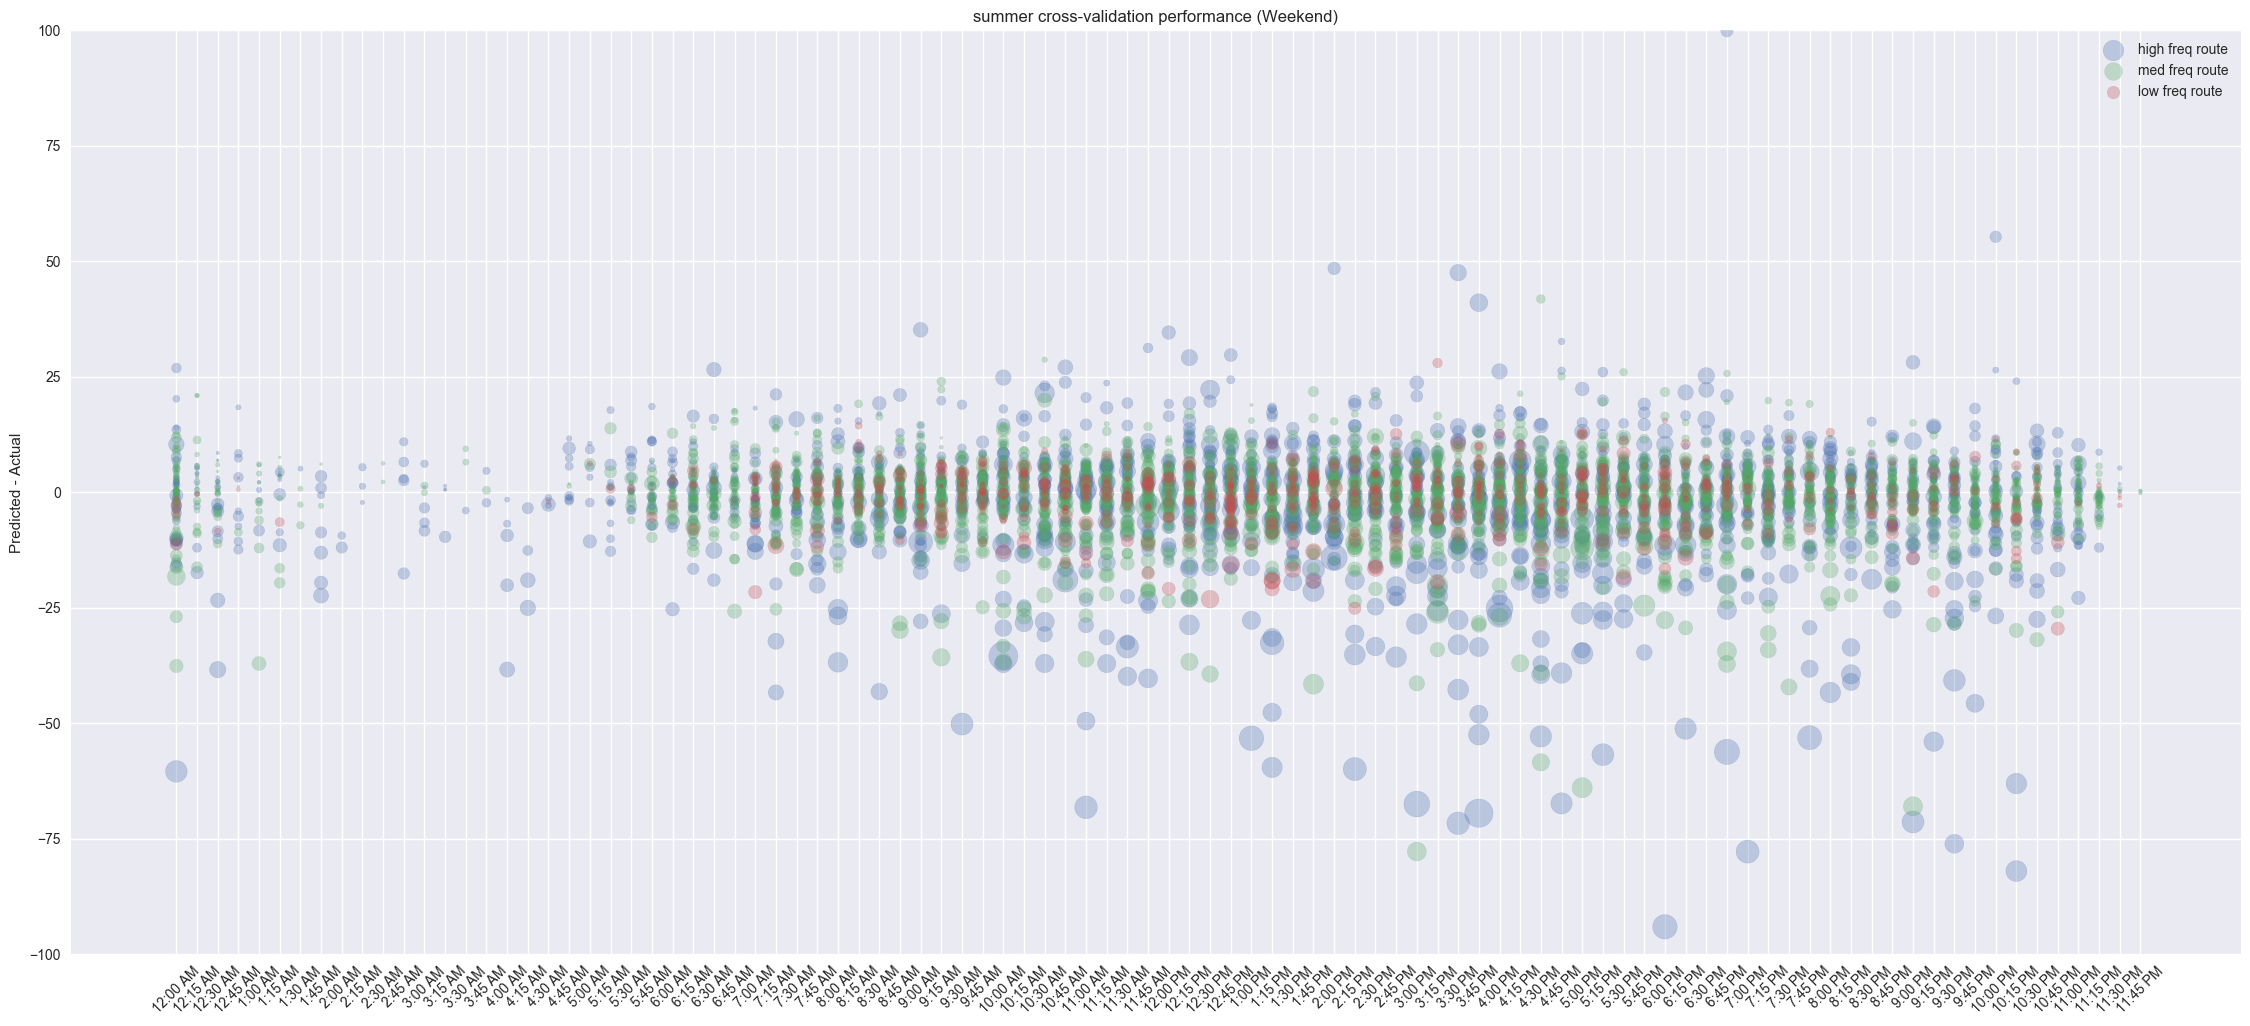 summer cross-validation performance (Weekend)
high freq route
med freq route
low freq route
Predicted - Actual
100
75
50
25
0
−25
−50
−75
−100
12:00 AM
12:15 AM
12:30 AM
12:45 AM
1:00 AM
1:15 AM
1:30 AM
1:45 AM
2:00 AM
2:15 AM
2:30 AM
2:45 AM
3:00 AM
3:15 AM
3:30 AM
3:45 AM
4:00 AM
4:15 AM
4:30 AM
4:45 AM
5:00 AM
5:15 AM
5:30 AM
5:45 AM
6:00 AM
6:15 AM
6:30 AM
6:45 AM
7:00 AM
7:15 AM
7:30 AM
7:45 AM
8:00 AM
8:15 AM
8:30 AM
8:45 AM
9:00 AM
9:15 AM
9:30 AM
9:45 AM
10:00 AM
10:15 AM
10:30 AM
10:45 AM
11:00 AM
11:15 AM
11:30 AM
11:45 AM
12:00 PM
12:15 PM
12:30 PM
12:45 PM
1:00 PM
1:15 PM
1:30 PM
1:45 PM
2:00 PM
2:15 PM
2:30 PM
2:45 PM
3:00 PM
3:15 PM
3:30 PM
3:45 PM
4:00 PM
4:15 PM
4:30 PM
4:45 PM
5:00 PM
5:15 PM
5:30 PM
5:45 PM
6:00 PM
6:15 PM
6:30 PM
6:45 PM
7:00 PM
7:15 PM
7:30 PM
7:45 PM
8:00 PM
8:15 PM
8:30 PM
8:45 PM
9:00 PM
9:15 PM
9:30 PM
9:45 PM
10:00 PM
10:15 PM
10:30 PM
10:45 PM
11:00 PM
11:15 PM
11:30 PM
11:45 PM